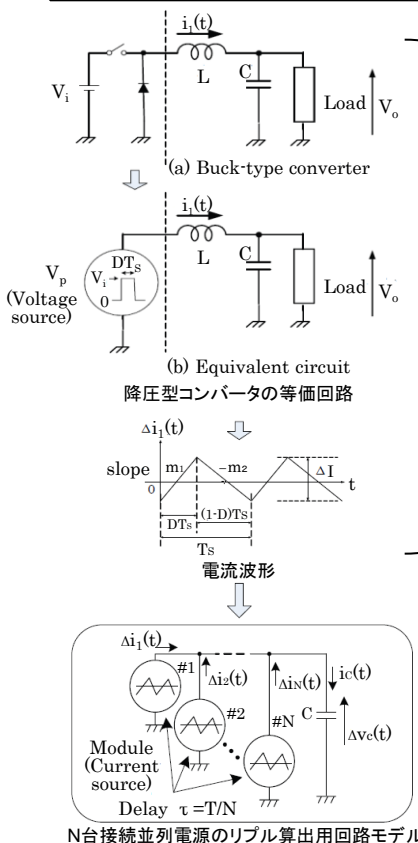 i₁(t)
Vᵢ
L
C
Load
Vₒ
(a) Buck-type converter
i₁(t)
Vₚ
(Voltage
source)
DTₛ
Vᵢ
0
L
C
Load
Vₒ
(b) Equivalent circuit
降圧型コンバータの等価回路
Δi₁(t)
slope
m₁
-m₂
ΔI
0
t
DTs
(1-D)Ts
Ts
電流波形
Δi₁(t)
#1
Δi₂(t)
#2
Δi_N(t)
#N
i_C(t)
C
Δv_C(t)
Module
(Current
source)
Delay τ=T/N
N台接続並列電源のリプル算出用回路モデル